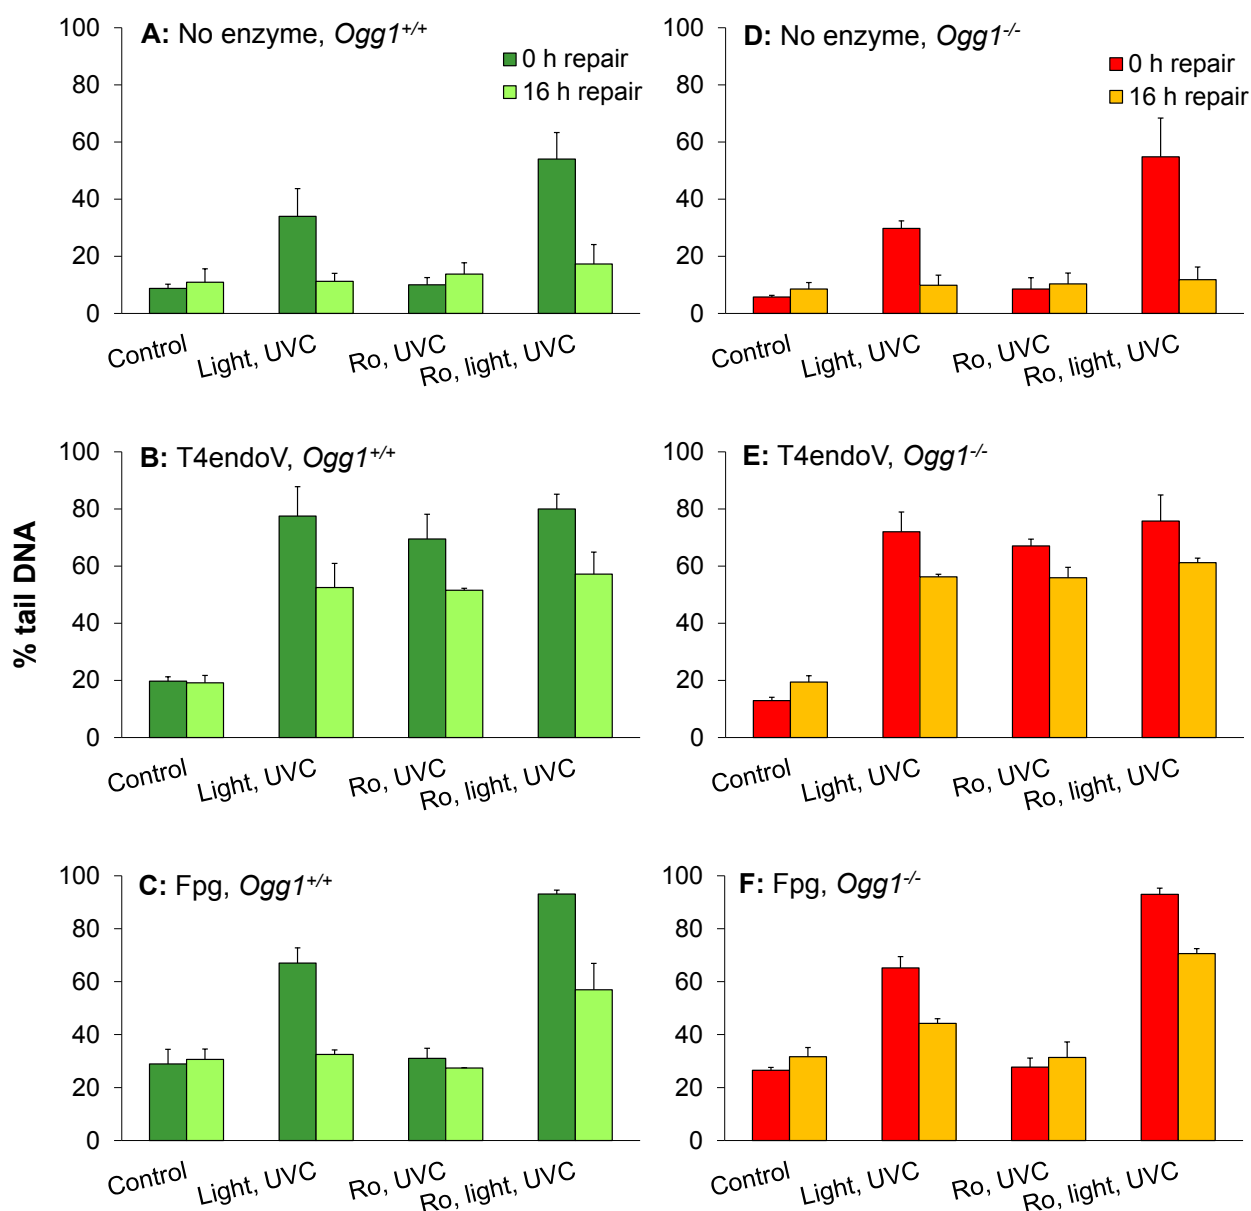 A: No enzyme, Ogg1+/+
0 h repair
16 h repair
100
80
60
40
20
0
Control
Light, UVC
Ro, UVC
Ro, light, UVC
D: No enzyme, Ogg1-/-
0 h repair
16 h repair
100
80
60
40
20
0
Control
Light, UVC
Ro, UVC
Ro, light, UVC
% tail DNA
B: T4endoV, Ogg1+/+
100
80
60
40
20
0
Control
Light, UVC
Ro, UVC
Ro, light, UVC
E: T4endoV, Ogg1-/-
100
80
60
40
20
0
Control
Light, UVC
Ro, UVC
Ro, light, UVC
C: Fpg, Ogg1+/+
100
80
60
40
20
0
Control
Light, UVC
Ro, UVC
Ro, light, UVC
F: Fpg, Ogg1-/-
100
80
60
40
20
0
Control
Light, UVC
Ro, UVC
Ro, light, UVC